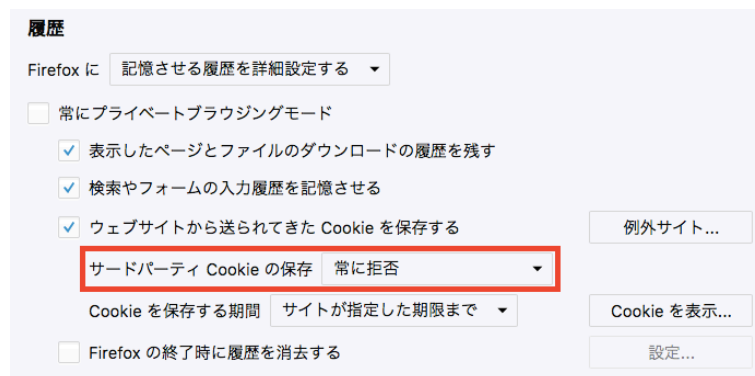 履歴
Firefox に 記憶させる履歴を詳細設定する
常にプライベートブラウジングモード
表示したページとファイルのダウンロードの履歴を残す
検索やフォームの入力履歴を記憶させる
ウェブサイトから送られてきた Cookie を保存する 例外サイト...
サードパーティ Cookie の保存 常に拒否
Cookie を保存する期間 サイトが指定した期限まで Cookie を表示...
Firefox の終了時に履歴を消去する 設定...